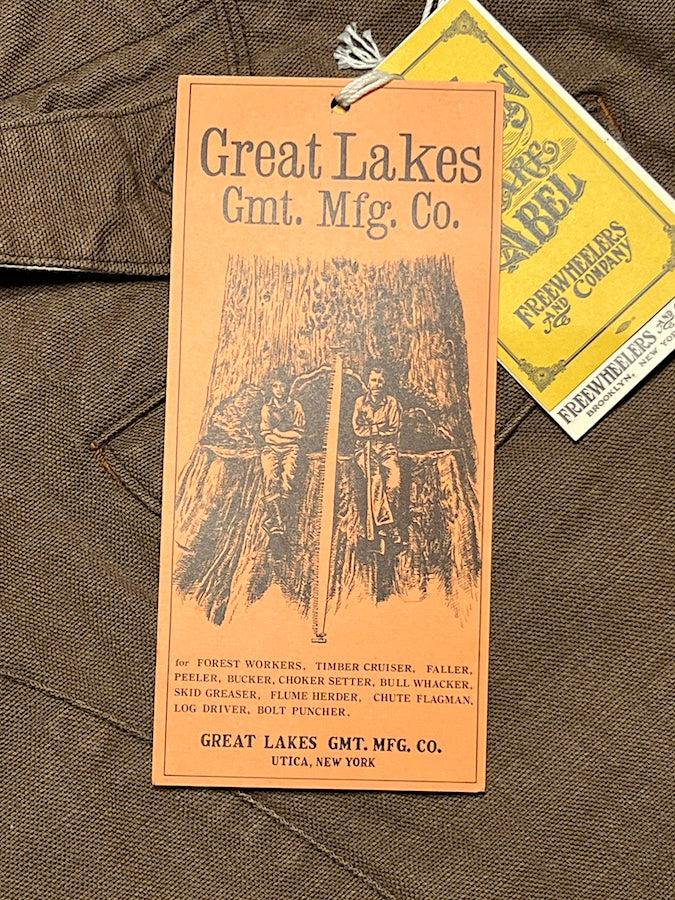 Great Lakes
Gmt. Mfg. Co.
for FOREST WORKERS, TIMBER CRUISER, FALLER,
PEELER, BUCKER, CHOKER SETTER, BULL WHACKER,
SKID GREASER, FLUME HERDER, CHUTE FLAGMAN,
LOG DRIVER, BOLT PUNCHER.
GREAT LAKES GMT. MFG. CO.
UTICA, NEW YORK
FREEWHEELERS
AND COMPANY
FREEWHEELERS AND
BROOKLYN, NEW